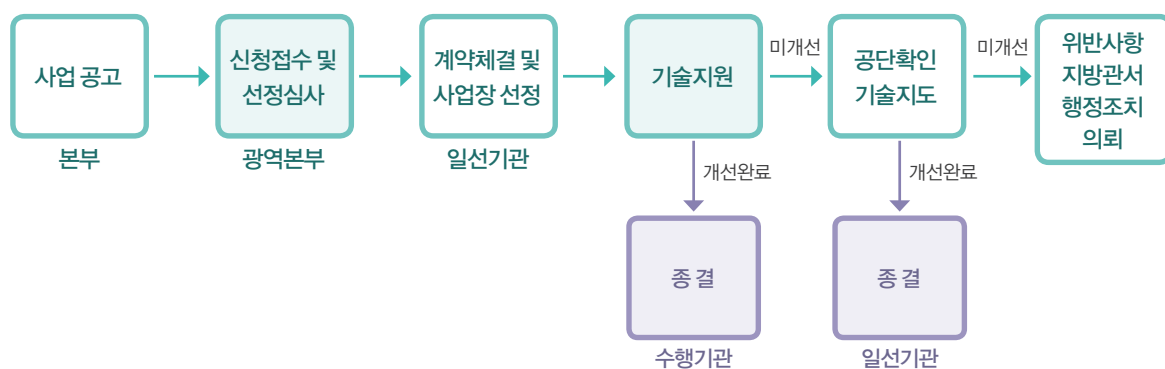 사업 공고
본부
신청접수 및
선정심사
광역본부
계약체결 및
사업장 선정
일선기관
기술지원
미개선
공단확인
기술지도
미개선
위반사항
지방관서
행정조치
의뢰
개선완료
개선완료
종 결
수행기관
종 결
일선기관